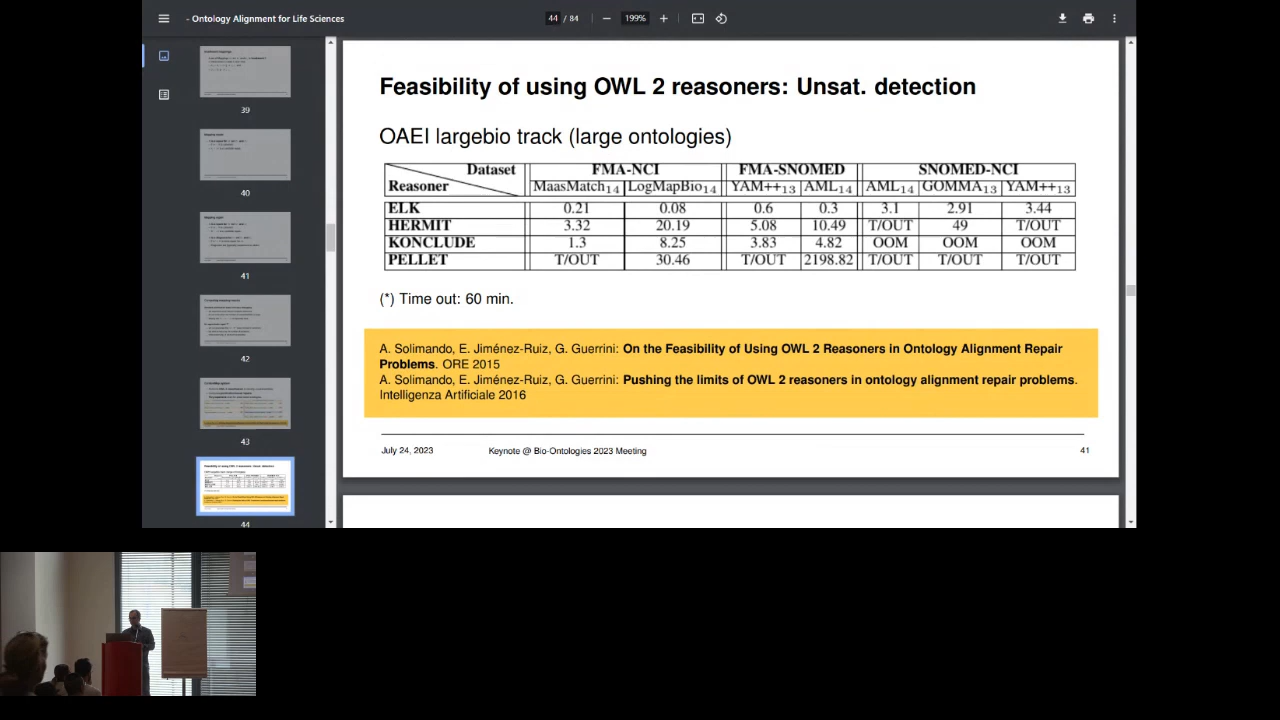 - Ontology Alignment for Life Sciences
44 / 84
199%
39
40
41
42
43
44
Feasibility of using OWL 2 reasoners: Unsat. detection
OAEI largebio track (large ontologies)
Dataset FMA-NCI FMA-SNOMED SNOMED-NCI
Reasoner MaasMatch14 LogMapBio14 YAM++13 AML14 AML14 GOMMA13 YAM++13
ELK 0.21 0.08 0.6 0.3 3.1 2.91 3.44
HERMIT 3.32 20.19 5.08 10.49 T/OUT 49 T/OUT
KONCLUDE 1.3 8.25 3.83 4.82 OOM OOM OOM
PELLET T/OUT 30.46 T/OUT 2198.82 T/OUT T/OUT T/OUT
(*) Time out: 60 min.
A. Solimando, E. Jiménez-Ruiz, G. Guerrini: On the Feasibility of Using OWL 2 Reasoners in Ontology Alignment Repair
Problems. ORE 2015
A. Solimando, E. Jiménez-Ruiz, G. Guerrini: Pushing the limits of OWL 2 reasoners in ontology alignment repair problems.
Intelligenza Artificiale 2016
July 24, 2023 Keynote @ Bio-Ontologies 2023 Meeting 41